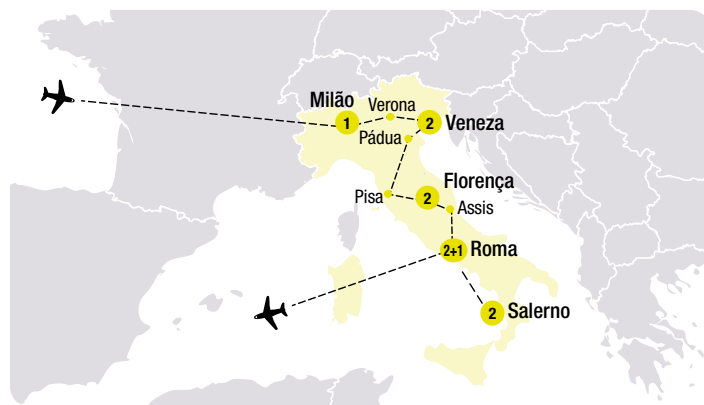 Milão
1
Verona
2
Veneza
Pádua
Florença
Pisa
2
Assis
2+1
Roma
2
Salerno